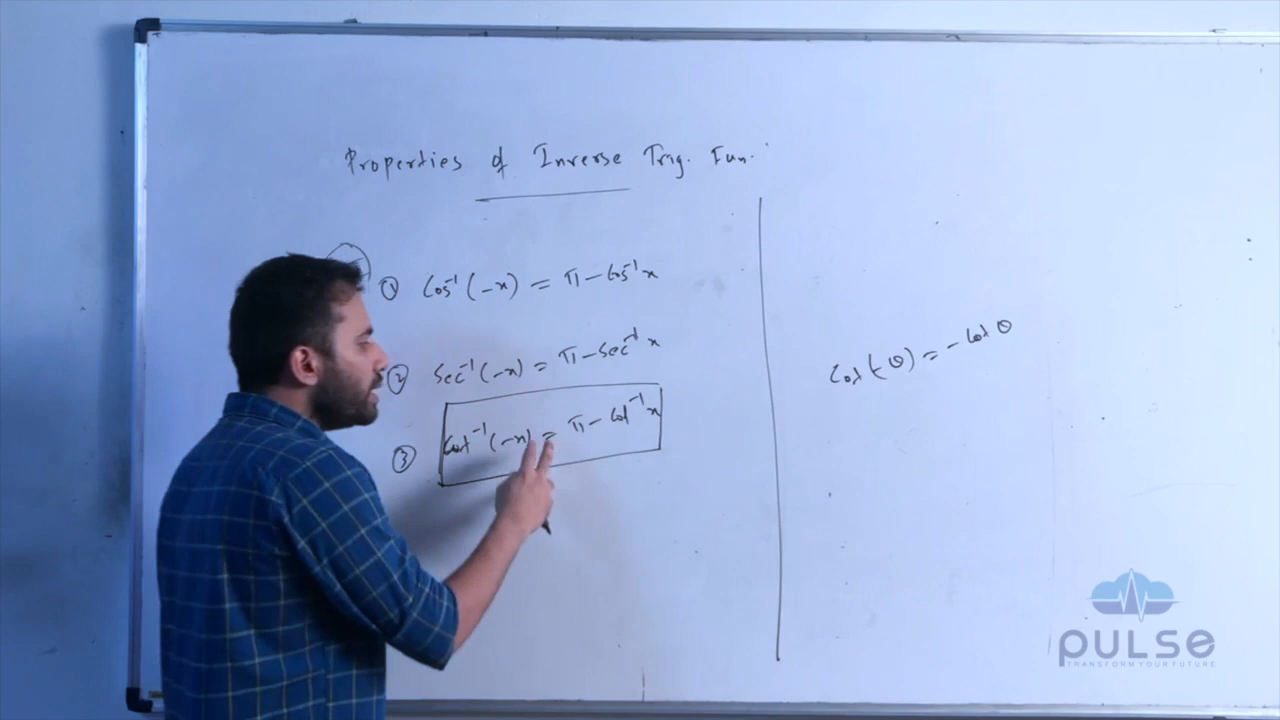 Properties of Inverse Trig. Fun.
① Cos⁻¹(-x) = π - Cos⁻¹x
② Sec⁻¹(-x) = π - Sec⁻¹x
③ Cot⁻¹(-x) = π - Cot⁻¹x
Cot(-θ) = - Cot θ
PULSE
TRANSFORM YOUR FUTURE